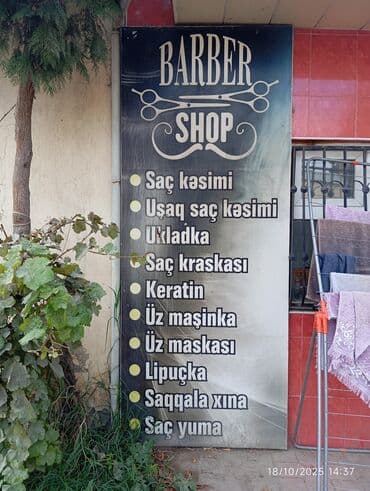 BARBER
SHOP
Saç kəsimi
Uşaq saç kəsimi
Ukladka
Saç kraskası
Keratin
Üz maşinka
Üz maskası
Lipuçka
Saqqala xına
Saç yuma
18/10/2025 14:37